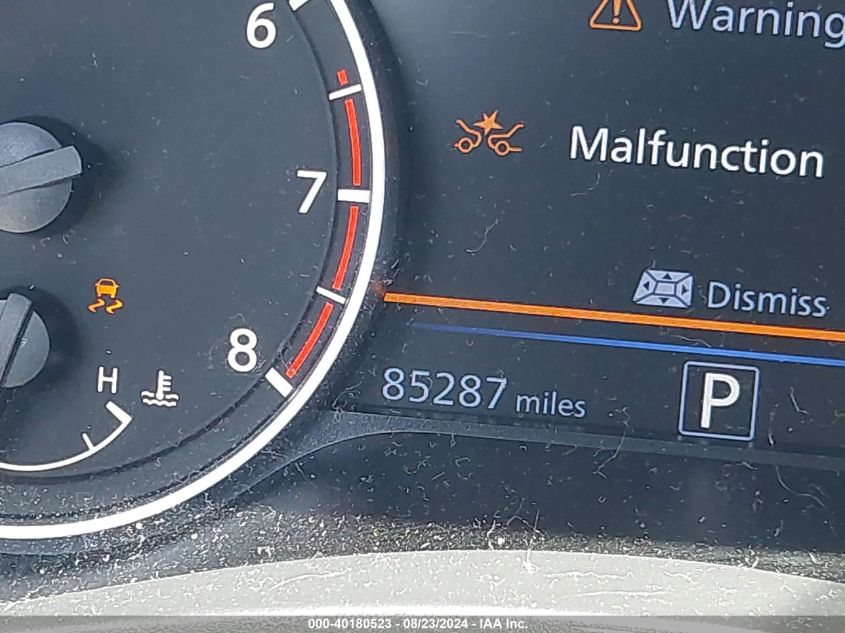 6
Warning
Malfunction
7
Dismiss
8
H
85287 miles
P
000-40180523 - 08/23/2024 - IAA Inc.